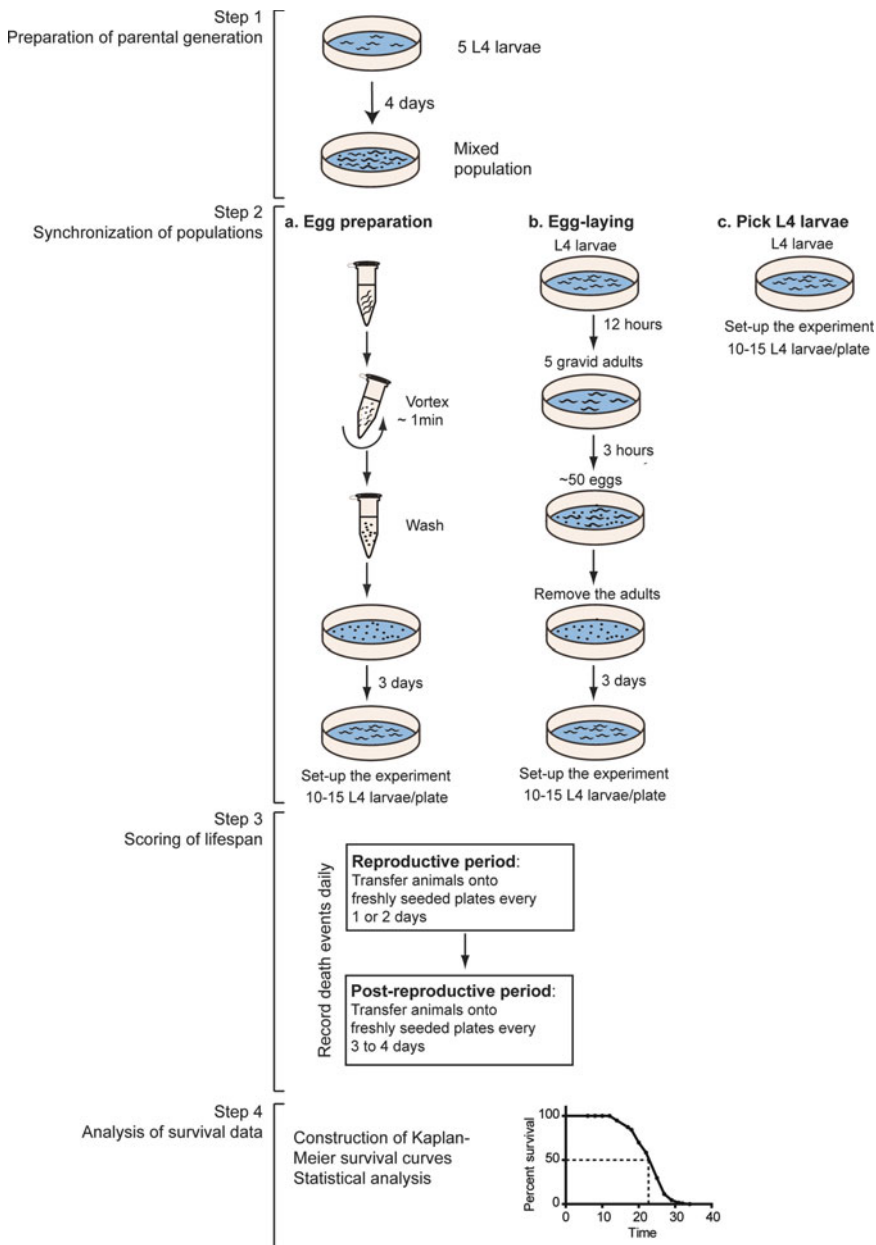 Step 1
Preparation of parental generation
5 L4 larvae
4 days
Mixed
population
Step 2
Synchronization of populations
a. Egg preparation
Vortex
~ 1min
Wash
3 days
Set-up the experiment
10-15 L4 larvae/plate
b. Egg-laying
L4 larvae
12 hours
5 gravid adults
3 hours
~50 eggs
Remove the adults
3 days
Set-up the experiment
10-15 L4 larvae/plate
c. Pick L4 larvae
L4 larvae
Set-up the experiment
10-15 L4 larvae/plate
Step 3
Scoring of lifespan
Record death events daily
Reproductive period:
Transfer animals onto
freshly seeded plates every
1 or 2 days
Post-reproductive period:
Transfer animals onto
freshly seeded plates every
3 to 4 days
Step 4
Analysis of survival data
Construction of Kaplan-
Meier survival curves
Statistical analysis
Percent survival
100
50
0
0 10 20 30 40
Time